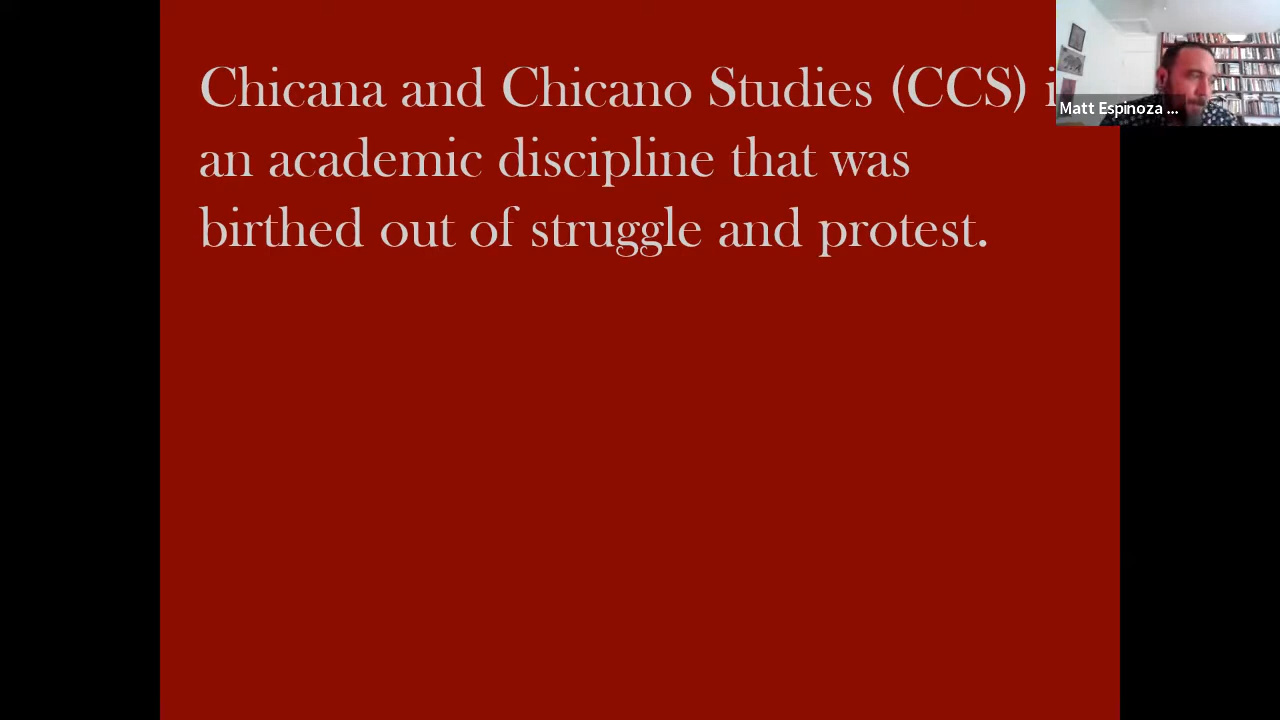 Chicana and Chicano Studies (CCS) i
an academic discipline that was
birthed out of struggle and protest.
Matt Espinoza ...